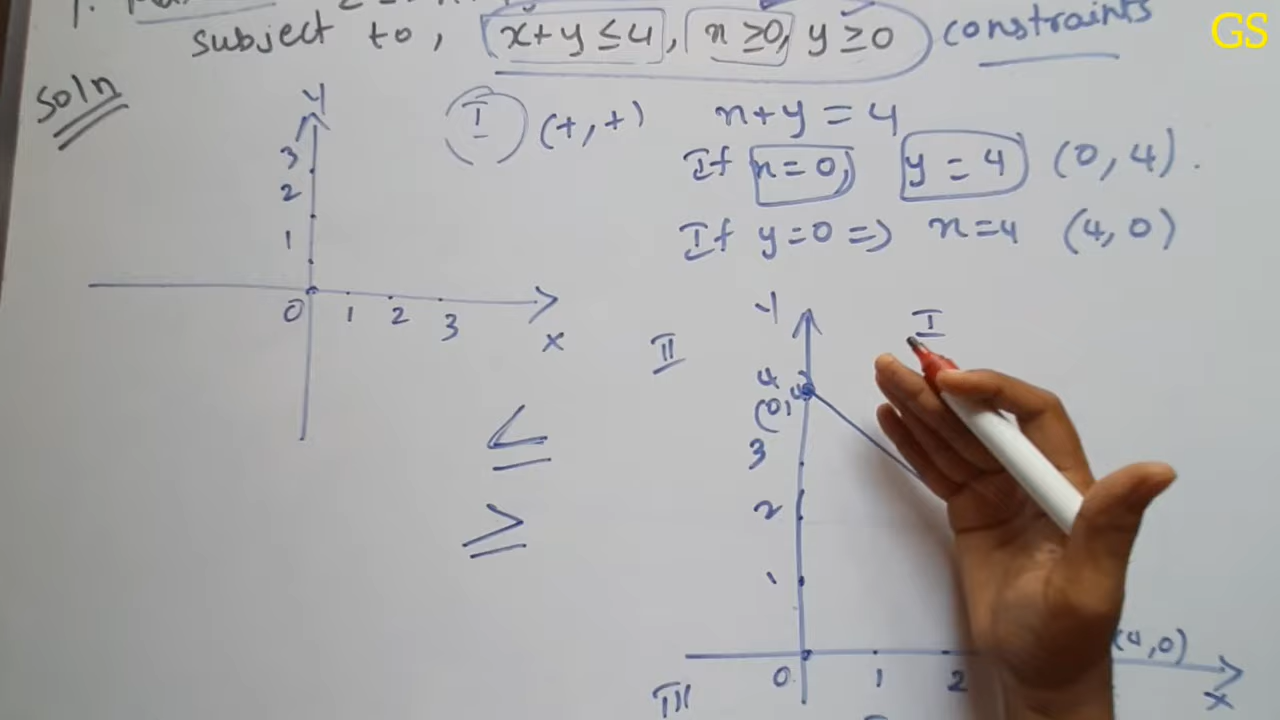 1.
subject to, x+y ≤ 4, x ≥ 0, y ≥ 0 constraints
GS
Soln
I (+,+)
x+y = 4
If x=0, y = 4 (0, 4).
If y=0 => x=4 (4, 0)
Y
3
2
1
0 1 2 3
X
≤
≥
Y
I
II
4
(0,4)
3
2
1
0 1 2
(4,0)
X
III